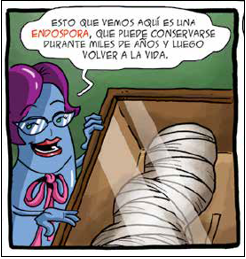 ESTO QUE VEMOS AQUÍ ES UNA
ENDOSPORA, QUE PUEDE CONSERVARSE
DURANTE MILES DE AÑOS Y LUEGO
VOLVER A LA VIDA.